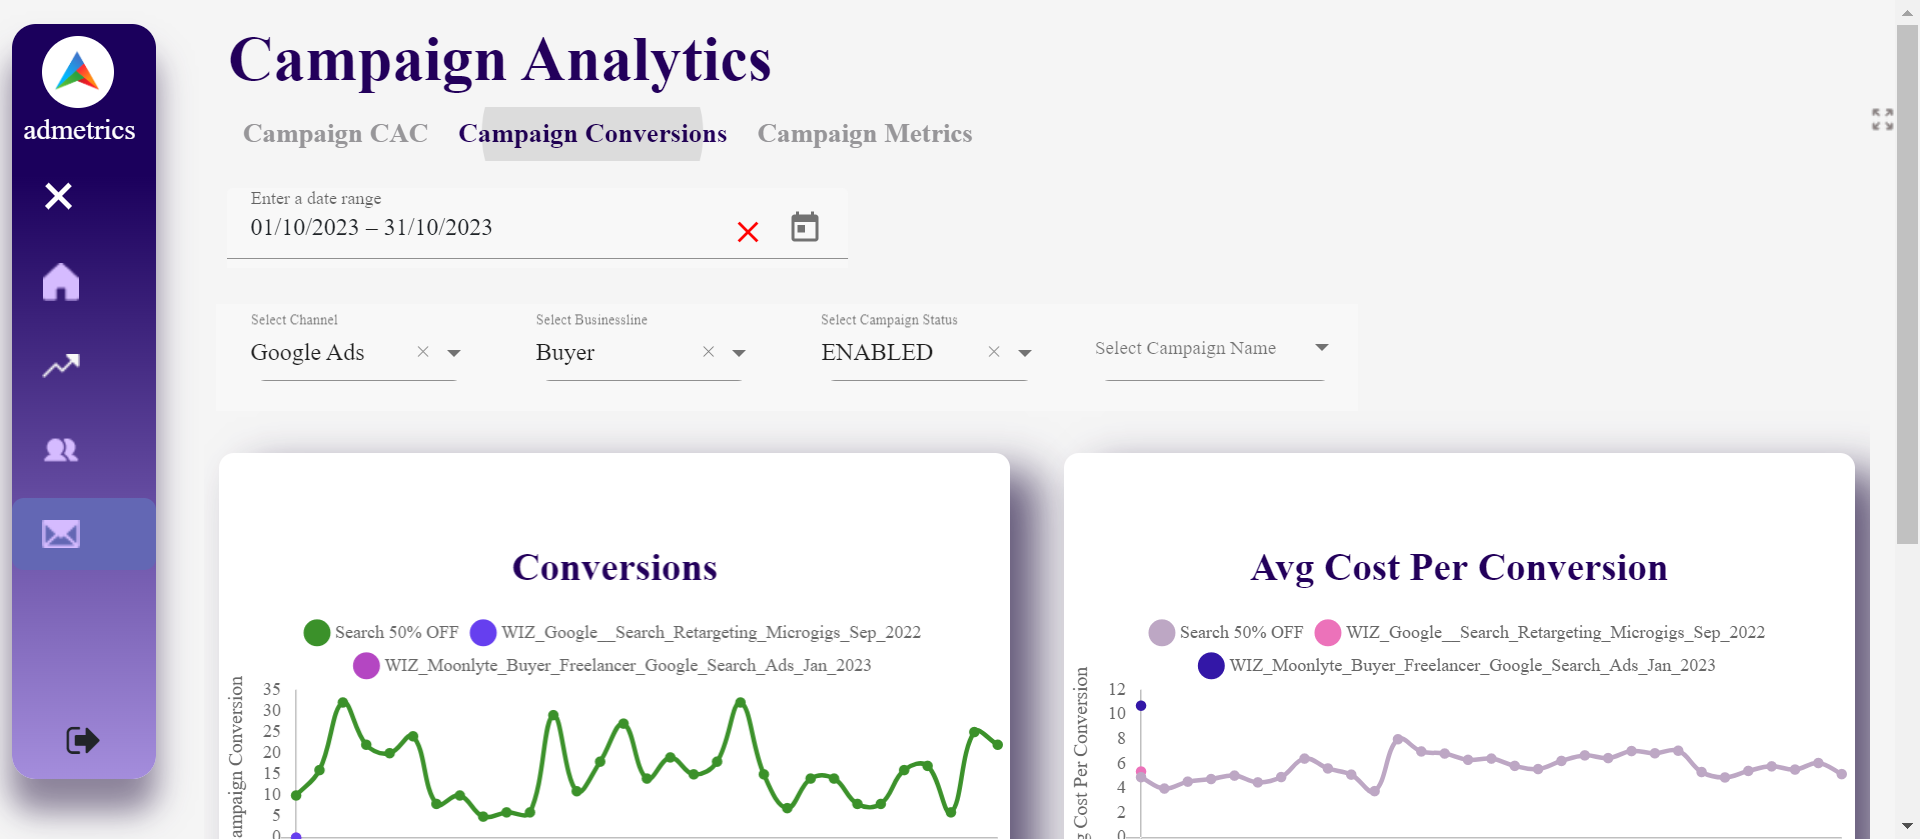 admetrics
Campaign Analytics
Campaign CAC Campaign Conversions Campaign Metrics
Enter a date range
01/10/2023 – 31/10/2023
Select Channel Select Businessline Select Campaign Status
Google Ads Buyer ENABLED Select Campaign Name
Conversions
Search 50% OFF WIZ_Google__Search_Retargeting_Microgigs_Sep_2022
WIZ_Moonlyte_Buyer_Freelancer_Google_Search_Ads_Jan_2023
Conversion
35
30
25
20
15
10
5
0
Avg Cost Per Conversion
Search 50% OFF WIZ_Google__Search_Retargeting_Microgigs_Sep_2022
WIZ_Moonlyte_Buyer_Freelancer_Google_Search_Ads_Jan_2023
Cost Per Conversion
12
10
8
6
4
2
0